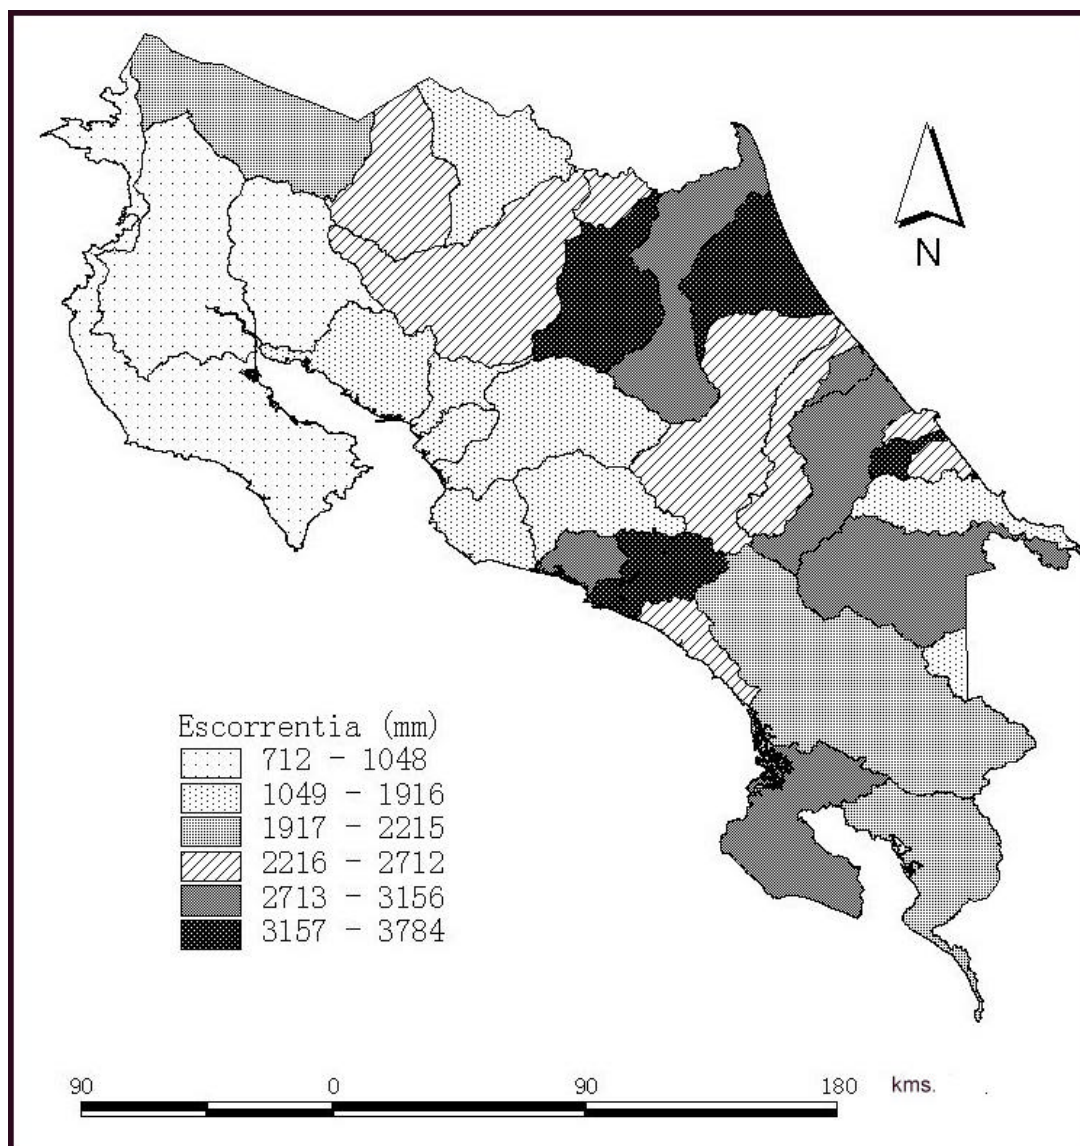 N
Escorrentia (mm)
712 - 1048
1049 - 1916
1917 - 2215
2216 - 2712
2713 - 3156
3157 - 3784
90 0 90 180 kms.